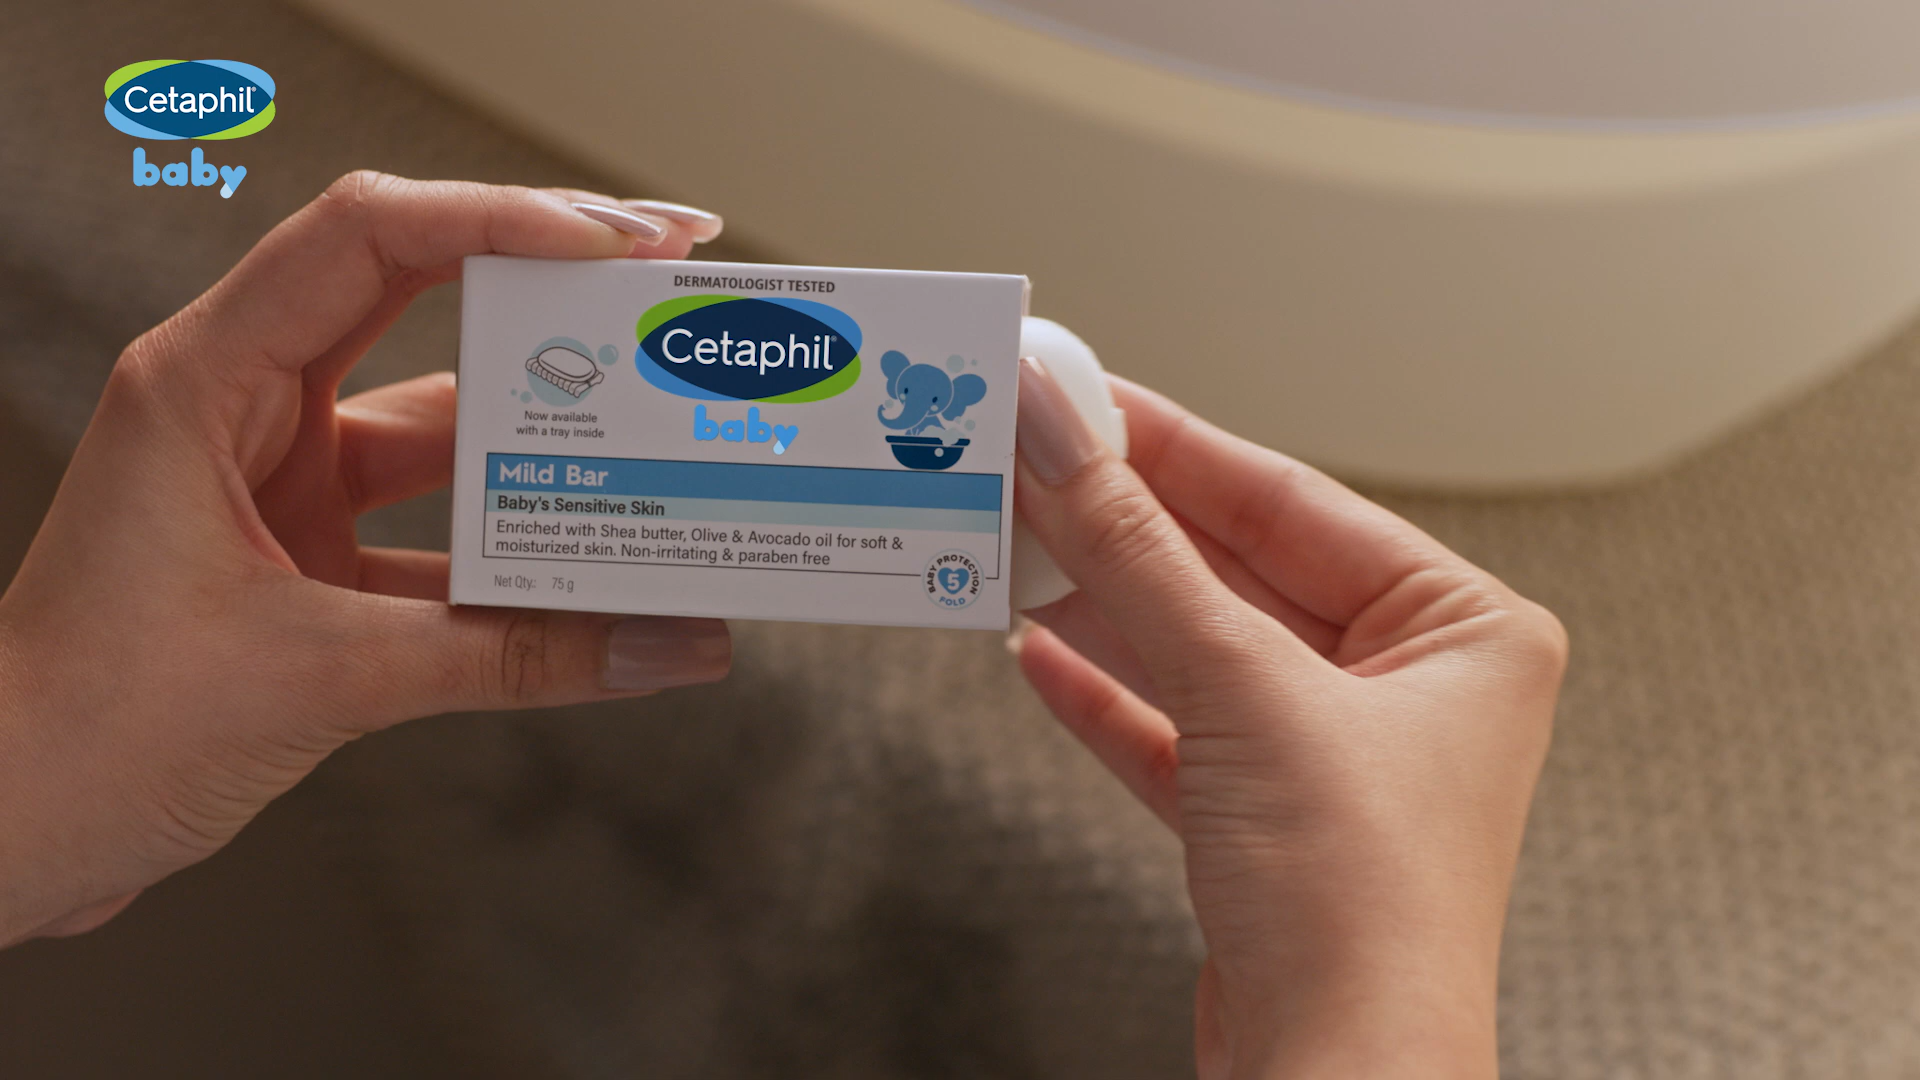 Cetaphil
baby
DERMATOLOGIST TESTED
Cetaphil
baby
Now available
with a tray inside
Mild Bar
Baby's Sensitive Skin
Enriched with Shea butter, Olive & Avocado oil for soft &
moisturized skin. Non-irritating & paraben free
Net Qty.: 75 g
BABY PROTECTION
5
FOLD